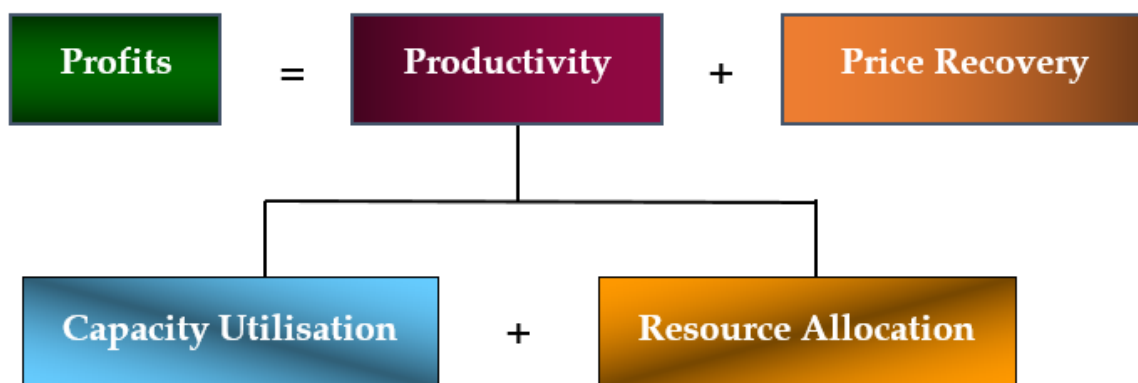 Profits = Productivity + Price Recovery
Capacity Utilisation + Resource Allocation